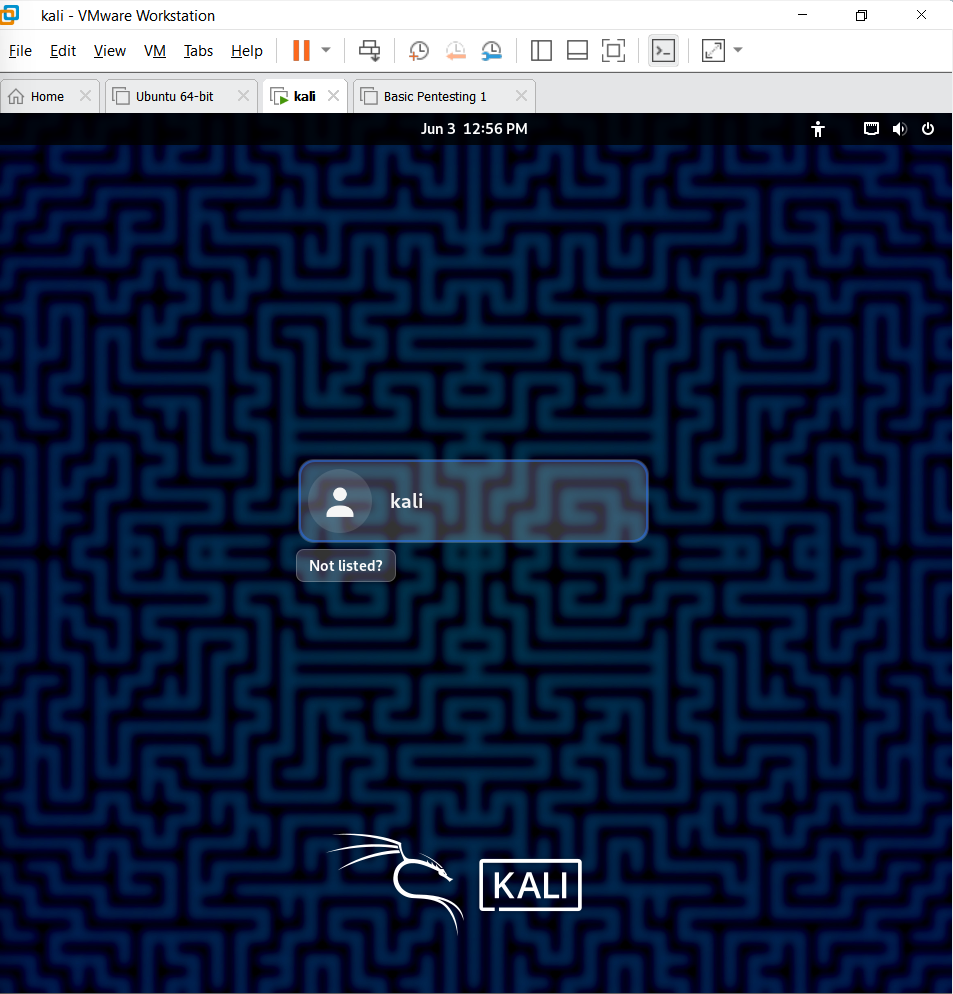 kali - VMware Workstation
File Edit View VM Tabs Help
Home Ubuntu 64-bit kali Basic Pentesting 1
Jun 3 12:56 PM
kali
Not listed?
KALI